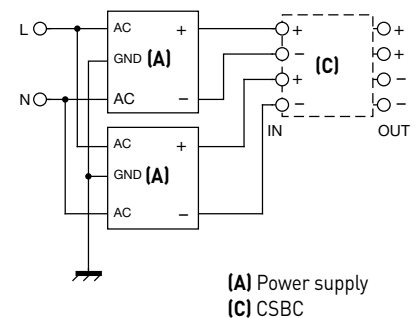 L
N
AC
GND
AC
(A)
+
−
AC
GND
AC
(A)
+
−
+
−
+
−
(C)
+
+
−
−
IN
OUT
(A) Power supply
(C) CSBC